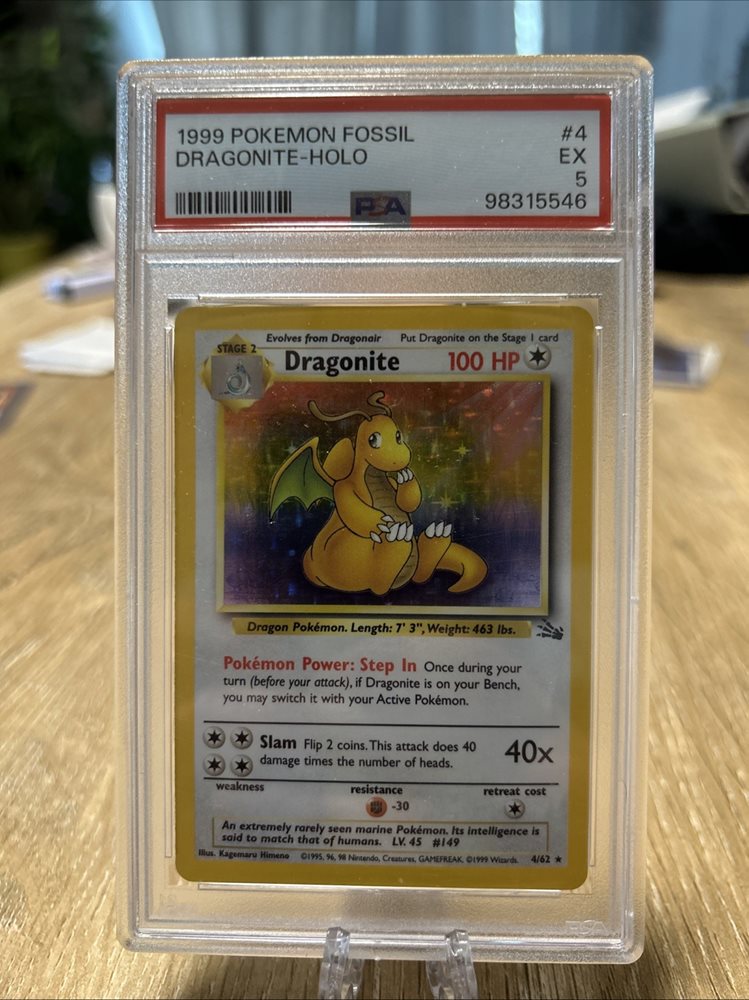 1999 POKEMON FOSSIL #4
DRAGONITE-HOLO EX
5
PSA 98315546
Evolves from Dragonair Put Dragonite on the Stage 1 card
STAGE 2
Dragonite 100 HP
Dragon Pokémon. Length: 7' 3", Weight: 463 lbs.
Pokémon Power: Step In Once during your
turn (before your attack), if Dragonite is on your Bench,
you may switch it with your Active Pokémon.
Slam Flip 2 coins. This attack does 40
damage times the number of heads.
40x
weakness resistance retreat cost
-30
An extremely rarely seen marine Pokémon. Its intelligence is
said to match that of humans. LV. 45 #149
Illus. Kagemaru Himeno ©1995, 96, 98 Nintendo, Creatures, GAMEFREAK. ©1999 Wizards. 4/62 ★